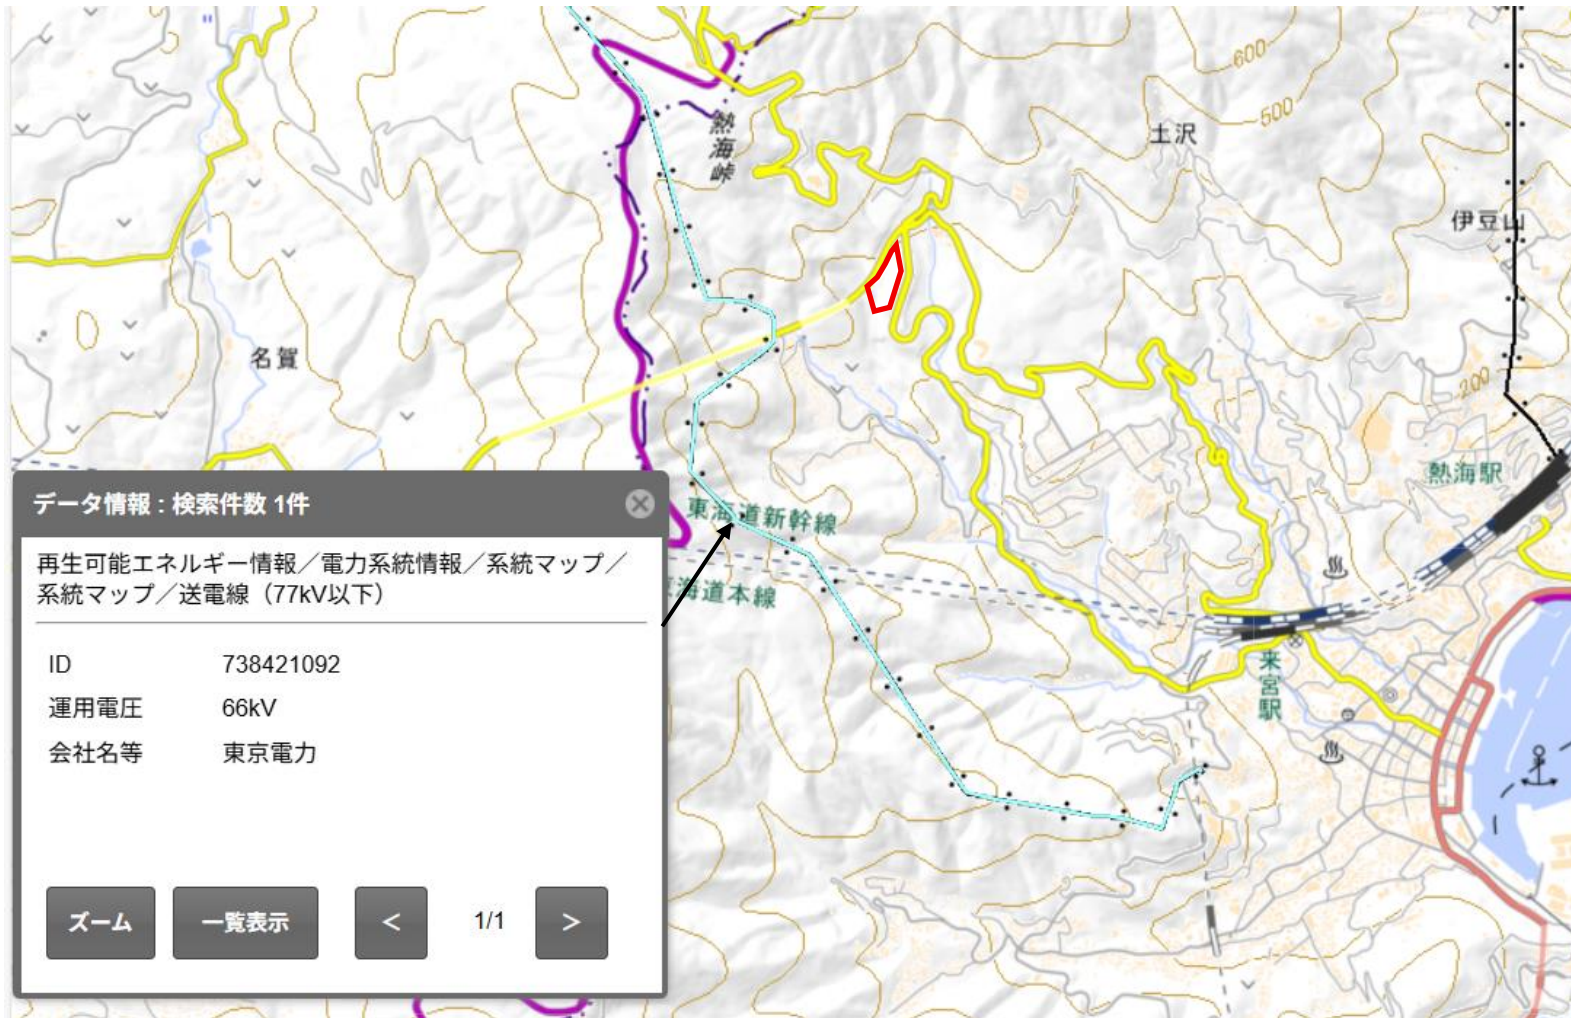 600
500
土沢
熱海峠
伊豆山
名賀
200
熱海駅
データ情報 : 検索件数 1件
東海道新幹線
再生可能エネルギー情報／電力系統情報／系統マップ／
系統マップ／送電線（77kV以下）
海道本線
ID 738421092
運用電圧 66kV
会社名等 東京電力
来宮駅
ズーム 一覧表示 < 1/1 >